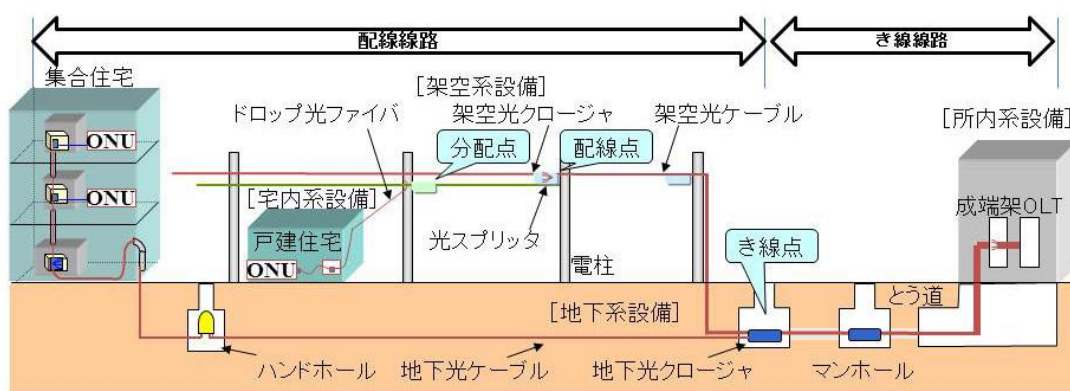 配線線路
き線線路
集合住宅
[架空系設備]
ドロップ光ファイバ
架空光クロージャ
架空光ケーブル
[所内系設備]
ONU
分配点
配線点
ONU
[宅内系設備]
成端架OLT
戸建住宅
光スプリッタ
き線点
ONU
電柱
とう道
[地下系設備]
ハンドホール
地下光ケーブル
地下光クロージャ
マンホール